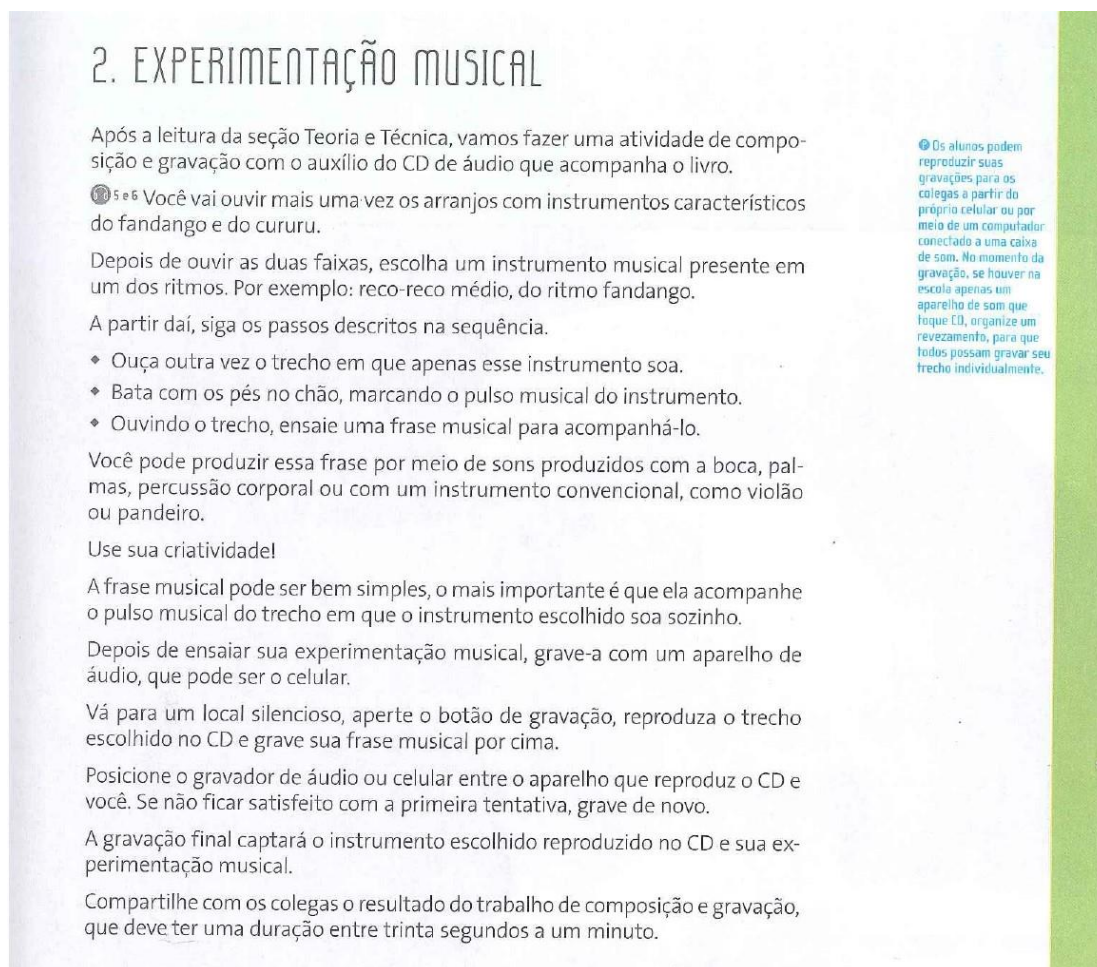 2. EXPERIMENTAÇÃO MUSICAL
Após a leitura da seção Teoria e Técnica, vamos fazer uma atividade de compo-
sição e gravação com o auxílio do CD de áudio que acompanha o livro.
5 e 6 Você vai ouvir mais uma vez os arranjos com instrumentos característicos
do fandango e do cururu.
Depois de ouvir as duas faixas, escolha um instrumento musical presente em
um dos ritmos. Por exemplo: reco-reco médio, do ritmo fandango.
A partir daí, siga os passos descritos na sequência.
◆ Ouça outra vez o trecho em que apenas esse instrumento soa.
◆ Bata com os pés no chão, marcando o pulso musical do instrumento.
◆ Ouvindo o trecho, ensaie uma frase musical para acompanhá-lo.
Você pode produzir essa frase por meio de sons produzidos com a boca, pal-
mas, percussão corporal ou com um instrumento convencional, como violão
ou pandeiro.
Use sua criatividade!
A frase musical pode ser bem simples, o mais importante é que ela acompanhe
o pulso musical do trecho em que o instrumento escolhido soa sozinho.
Depois de ensaiar sua experimentação musical, grave-a com um aparelho de
áudio, que pode ser o celular.
Vá para um local silencioso, aperte o botão de gravação, reproduza o trecho
escolhido no CD e grave sua frase musical por cima.
Posicione o gravador de áudio ou celular entre o aparelho que reproduz o CD e
você. Se não ficar satisfeito com a primeira tentativa, grave de novo.
A gravação final captará o instrumento escolhido reproduzido no CD e sua ex-
perimentação musical.
Compartilhe com os colegas o resultado do trabalho de composição e gravação,
que deve ter uma duração entre trinta segundos a um minuto.
Os alunos podem
reproduzir suas
gravações para os
colegas a partir do
próprio celular ou por
meio de um computador
conectado a uma caixa
de som. No momento da
gravação, se houver na
escola apenas um
aparelho de som que
toque CD, organize um
revezamento, para que
todos possam gravar seu
trecho individualmente.